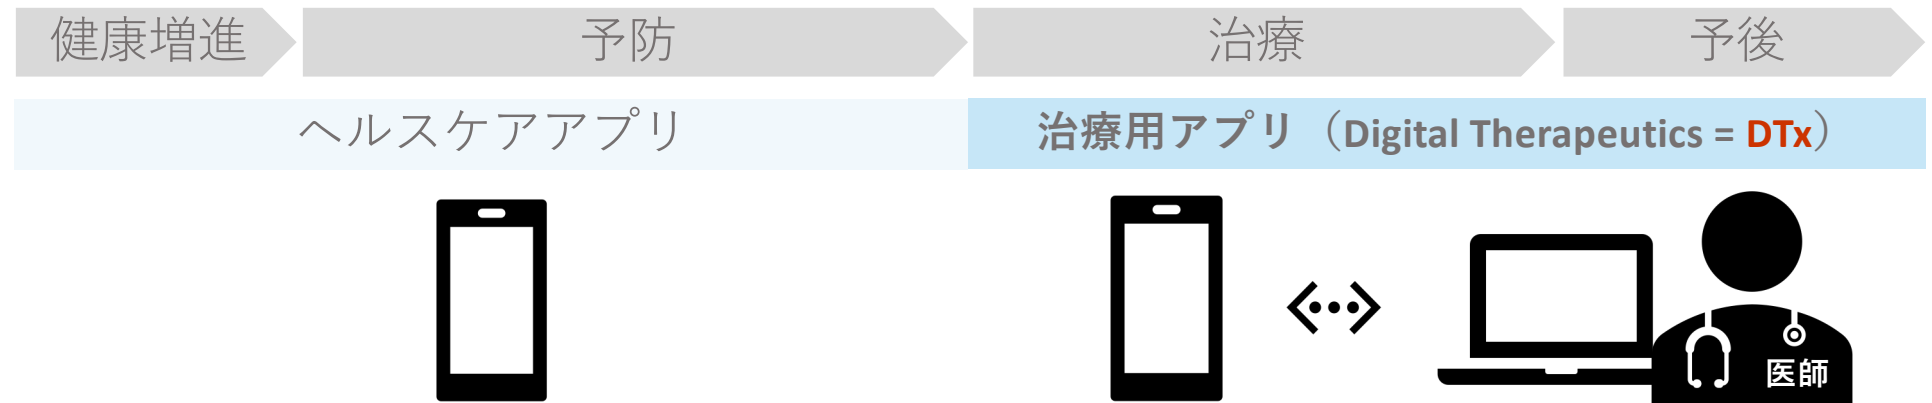 健康増進 予防 治療 予後
ヘルスケアアプリ 治療用アプリ（Digital Therapeutics = DTx）
医師